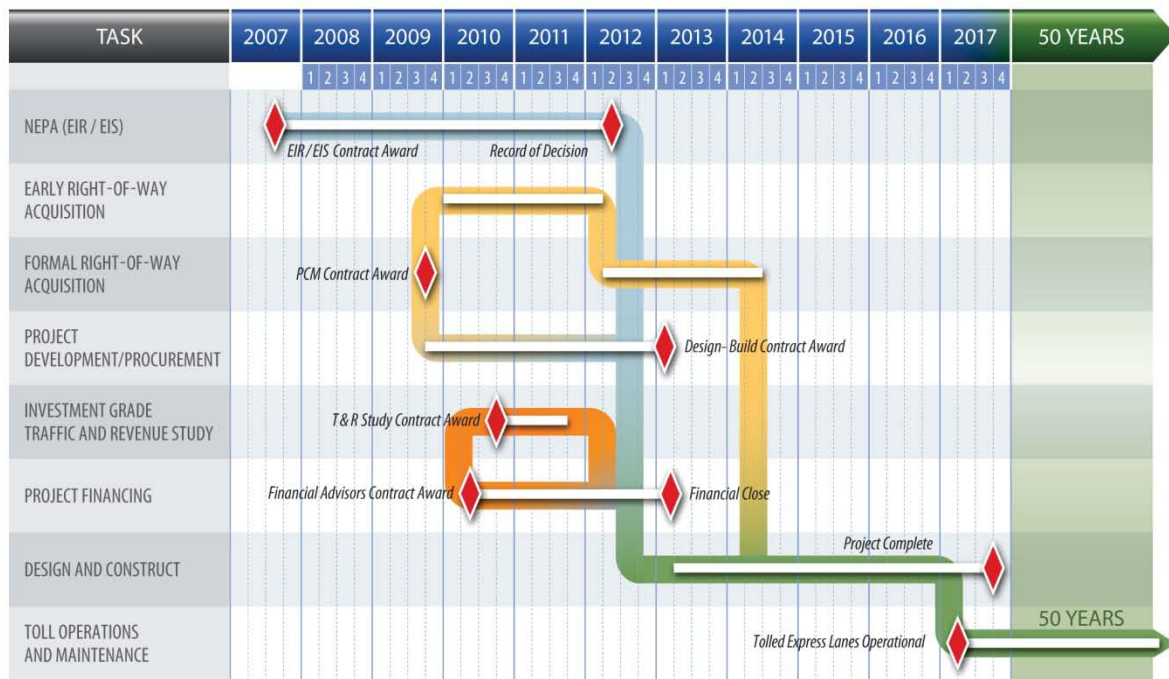 TASK 2007 2008 2009 2010 2011 2012 2013 2014 2015 2016 2017 50 YEARS
1 2 3 4 1 2 3 4 1 2 3 4 1 2 3 4 1 2 3 4 1 2 3 4 1 2 3 4 1 2 3 4 1 2 3 4 1 2 3 4
NEPA (EIR / EIS)
EIR / EIS Contract Award Record of Decision
EARLY RIGHT-OF-WAY
ACQUISITION
FORMAL RIGHT-OF-WAY
ACQUISITION
PCM Contract Award
PROJECT
DEVELOPMENT/PROCUREMENT
Design- Build Contract Award
INVESTMENT GRADE
TRAFFIC AND REVENUE STUDY
T & R Study Contract Award
PROJECT FINANCING
Financial Advisors Contract Award Financial Close
DESIGN AND CONSTRUCT
Project Complete
TOLL OPERATIONS
AND MAINTENANCE
Tolled Express Lanes Operational
50 YEARS